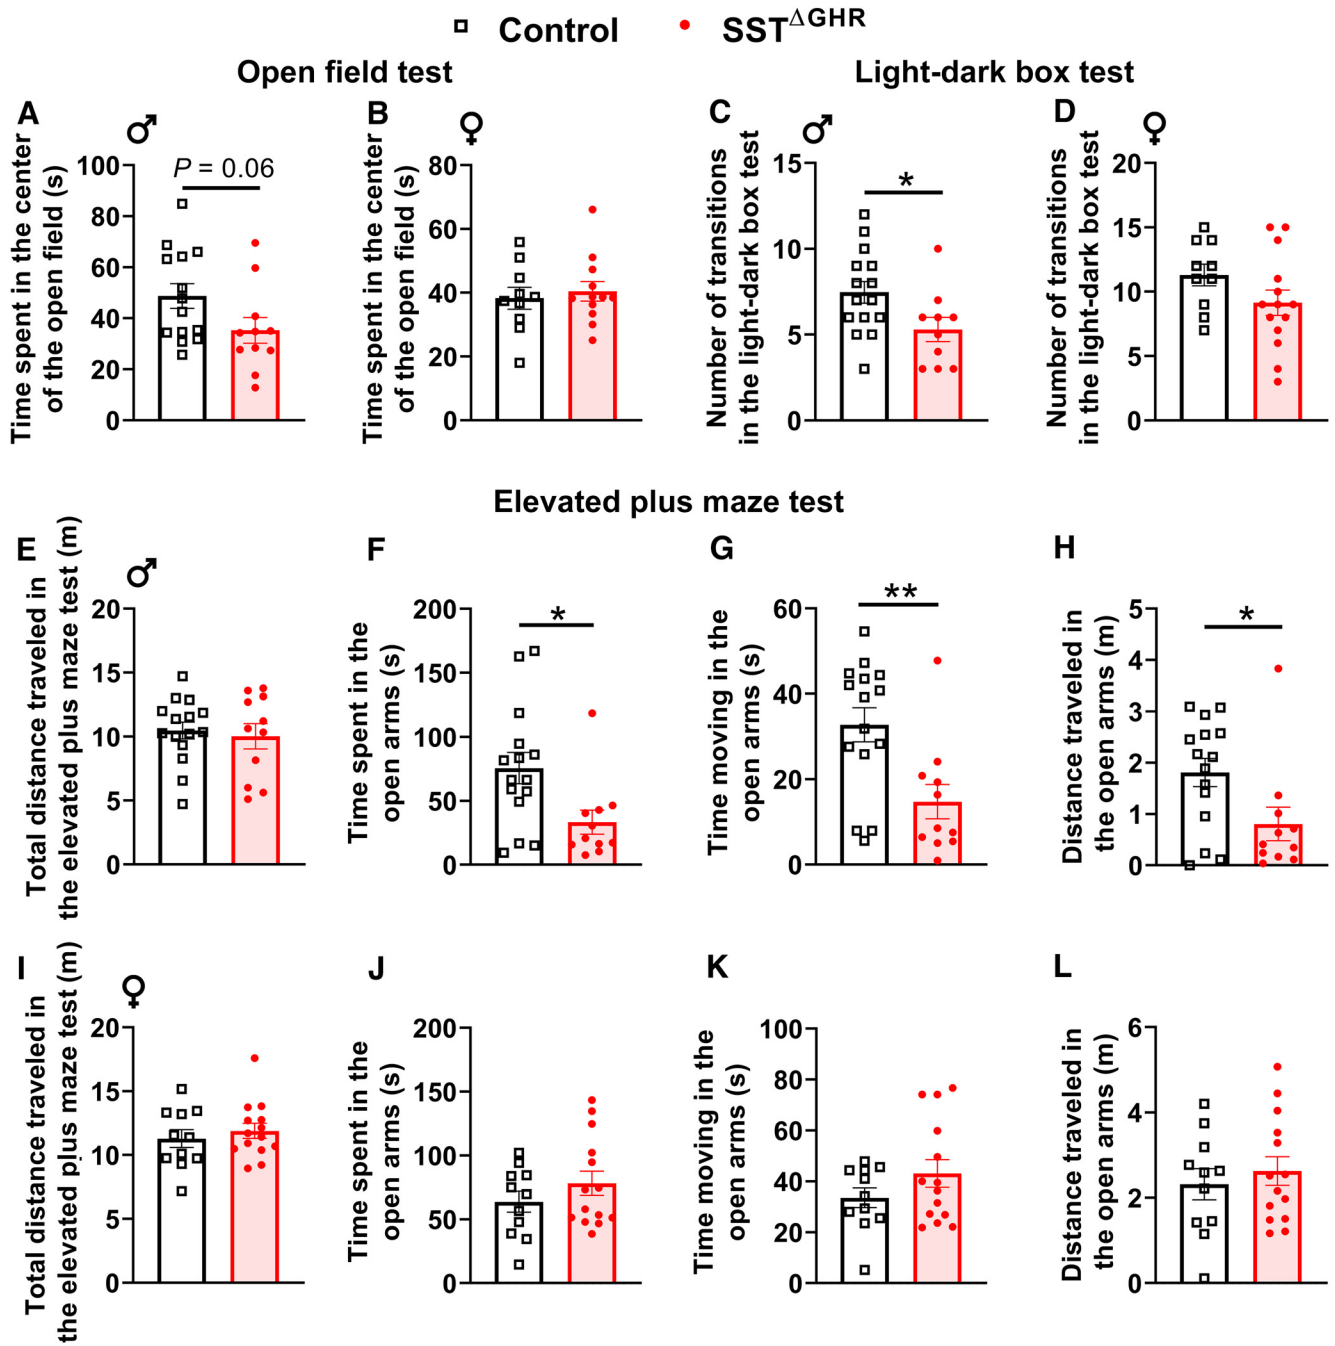 Control SST^ΔGHR
Open field test Light-dark box test
A ♂
Time spent in the center
of the open field (s)
100
80
60
40
20
0
P = 0.06
B ♀
Time spent in the center
of the open field (s)
80
60
40
20
0
C ♂
Number of transitions
in the light-dark box test
15
10
5
0
*
D ♀
Number of transitions
in the light-dark box test
20
15
10
5
0
Elevated plus maze test
E ♂
Total distance traveled in
the elevated plus maze test (m)
20
15
10
5
0
F
Time spent in the
open arms (s)
200
150
100
50
0
*
G
Time moving in the
open arms (s)
60
40
20
0
**
H
Distance traveled in
the open arms (m)
5
4
3
2
1
0
*
I ♀
Total distance traveled in
the elevated plus maze test (m)
20
15
10
5
0
J
Time spent in the
open arms (s)
200
150
100
50
0
K
Time moving in the
open arms (s)
100
80
60
40
20
0
L
Distance traveled in
the open arms (m)
6
4
2
0